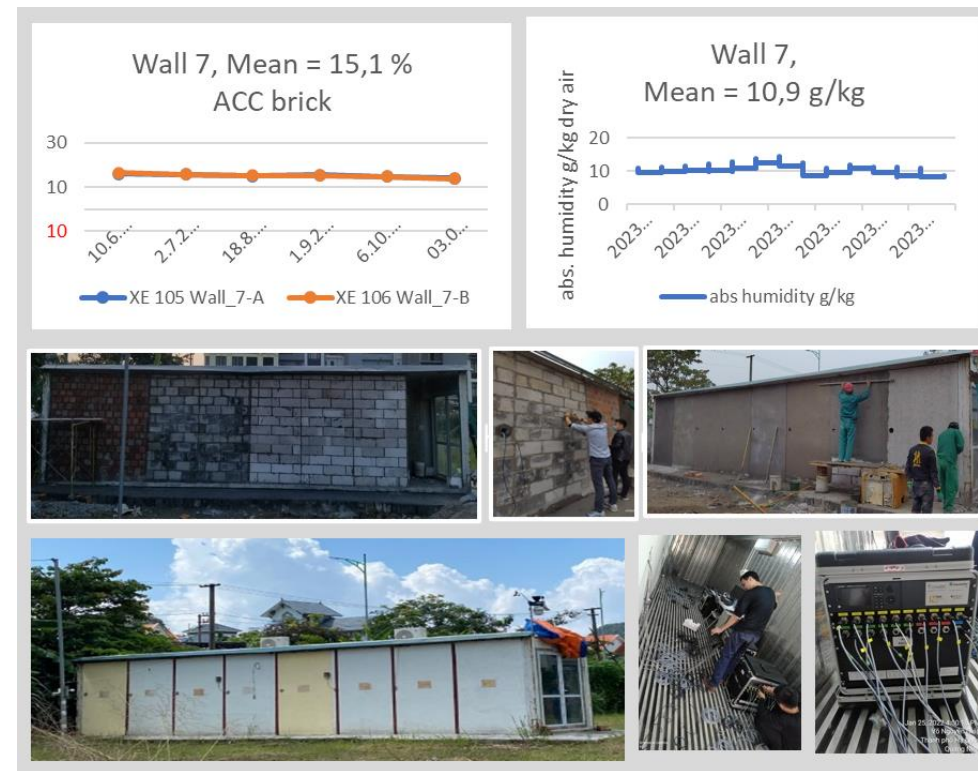 Wall 7, Mean = 15,1 %
ACC brick
30
10
10
10.6....
2.7.2...
18.8....
1.9.2...
6.10....
03.0...
XE 105 Wall_7-A
XE 106 Wall_7-B
Wall 7,
Mean = 10,9 g/kg
abs. humidity g/kg dry air
20
10
0
2023...
2023...
2023...
2023...
2023...
2023...
2023...
abs humidity g/kg